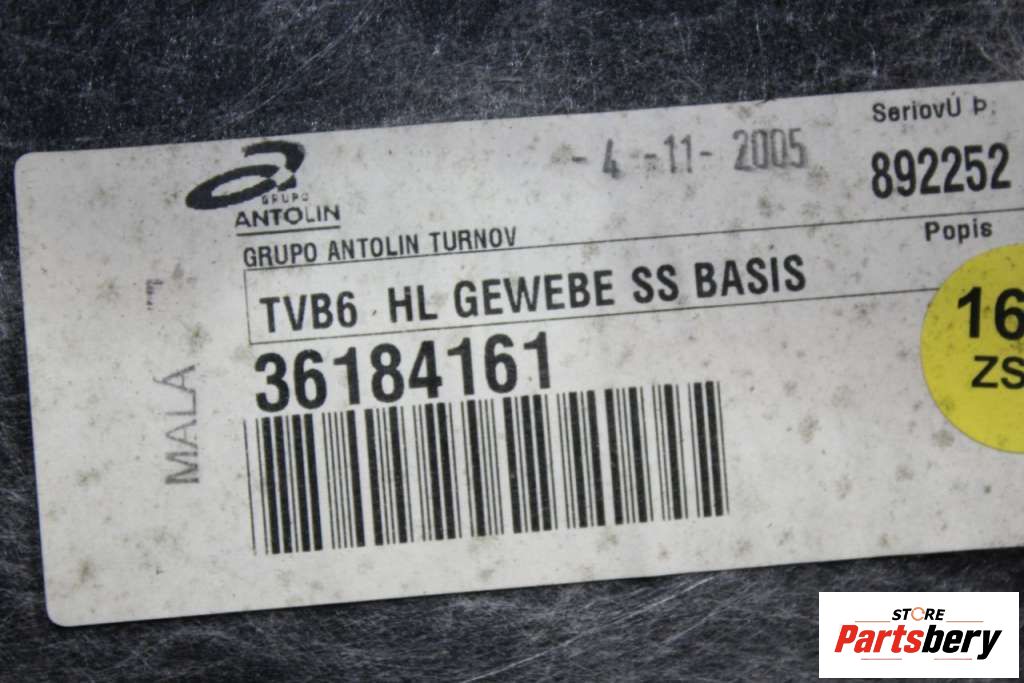 SeriovÚ Þ.
- 4 -11- 2005
892252
GRUPO
ANTOLIN
GRUPO ANTOLIN TURNOV
Popis
TVB6 HL GEWEBE SS BASIS
16
ZS
36184161
MALÁ
STORE
Partsbery